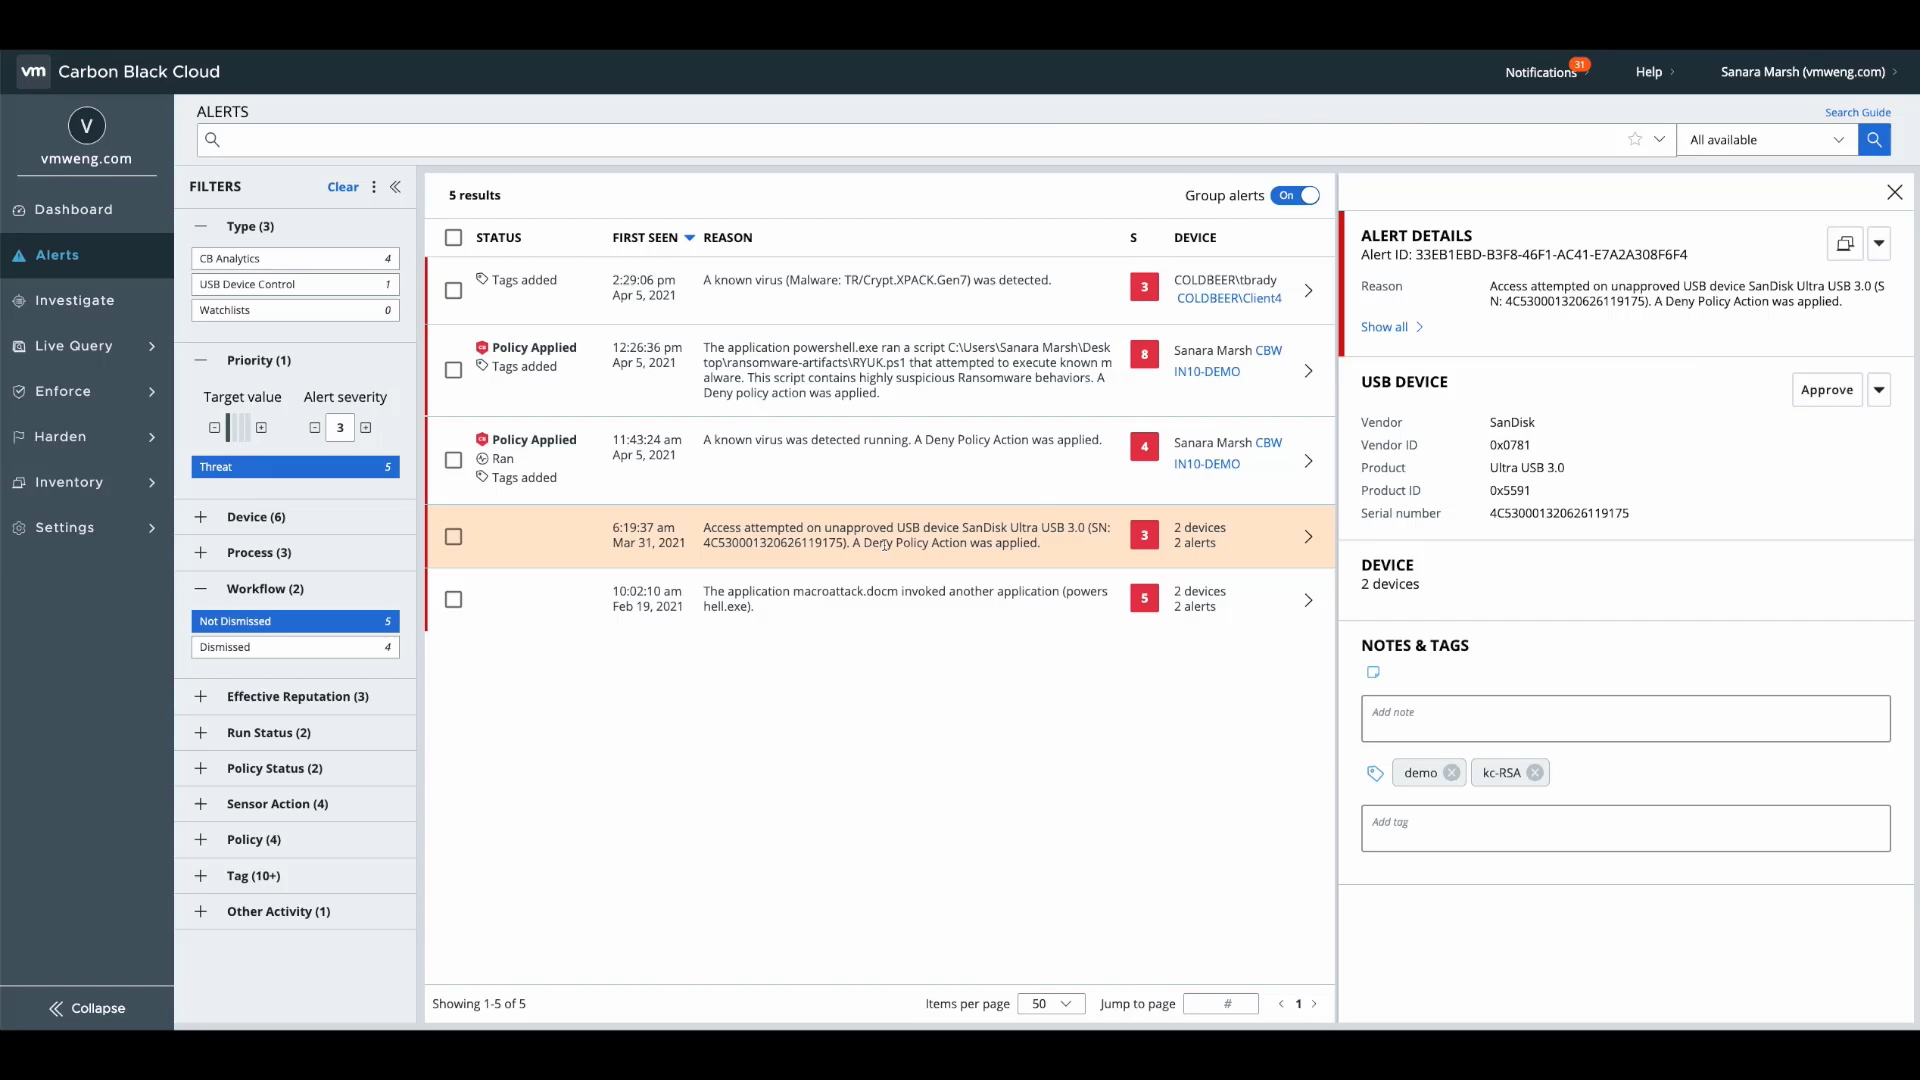 vm Carbon Black Cloud
Notifications 31
Help
Sanara Marsh (vmweng.com)
V
vmweng.com
Dashboard
Alerts
Investigate
Live Query
Enforce
Harden
Inventory
Settings
Collapse
ALERTS
Search Guide
All available
FILTERS
Clear
Type (3)
CB Analytics 4
USB Device Control 1
Watchlists 0
Priority (1)
Target value Alert severity
3
Threat 5
Device (6)
Process (3)
Workflow (2)
Not Dismissed 5
Dismissed 4
Effective Reputation (3)
Run Status (2)
Policy Status (2)
Sensor Action (4)
Policy (4)
Tag (10+)
Other Activity (1)
5 results
Group alerts On
STATUS FIRST SEEN REASON S DEVICE
Tags added
2:29:06 pm
Apr 5, 2021
A known virus (Malware: TR/Crypt.XPACK.Gen7) was detected.
3
COLDBEER\tbrady
COLDBEER\Client4
Policy Applied
Tags added
12:26:36 pm
Apr 5, 2021
The application powershell.exe ran a script C:\Users\Sanara Marsh\Desk
top\ransomware-artifacts\RYUK.ps1 that attempted to execute known m
alware. This script contains highly suspicious Ransomware behaviors. A
Deny policy action was applied.
8
Sanara Marsh CBW
IN10-DEMO
Policy Applied
Ran
Tags added
11:43:24 am
Apr 5, 2021
A known virus was detected running. A Deny Policy Action was applied.
4
Sanara Marsh CBW
IN10-DEMO
6:19:37 am
Mar 31, 2021
Access attempted on unapproved USB device SanDisk Ultra USB 3.0 (SN:
4C530001320626119175). A Deny Policy Action was applied.
3
2 devices
2 alerts
10:02:10 am
Feb 19, 2021
The application macroattack.docm invoked another application (powers
hell.exe).
5
2 devices
2 alerts
Showing 1-5 of 5
Items per page 50
Jump to page #
1
ALERT DETAILS
Alert ID: 33EB1EBD-B3F8-46F1-AC41-E7A2A308F6F4
Reason
Access attempted on unapproved USB device SanDisk Ultra USB 3.0 (S
N: 4C530001320626119175). A Deny Policy Action was applied.
Show all
USB DEVICE
Approve
Vendor SanDisk
Vendor ID 0x0781
Product Ultra USB 3.0
Product ID 0x5591
Serial number 4C530001320626119175
DEVICE
2 devices
NOTES & TAGS
Add note
demo kc-RSA
Add tag